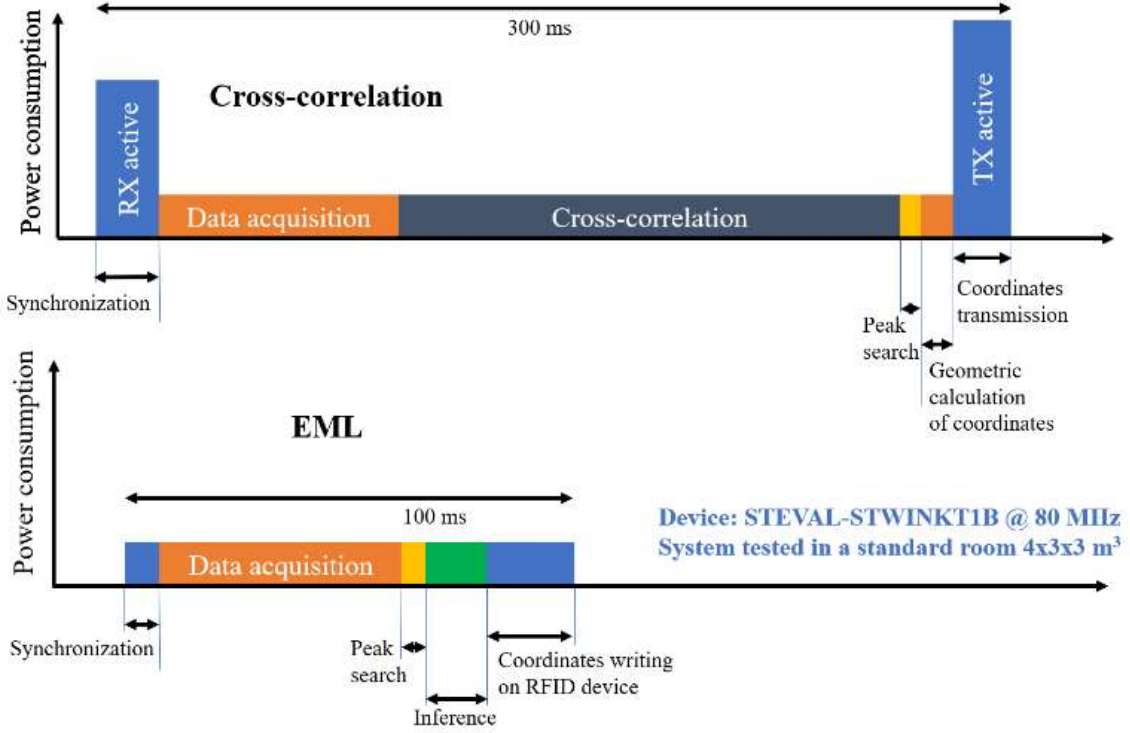 300 ms
Power consumption
Cross-correlation
RX active
TX active
Data acquisition
Cross-correlation
Synchronization
Peak
search
Coordinates
transmission
Geometric
calculation
of coordinates
Power consumption
EML
100 ms
Device: STEVAL-STWINKT1B @ 80 MHz
System tested in a standard room 4x3x3 m³
Data acquisition
Synchronization
Peak
search
Coordinates writing
on RFID device
Inference